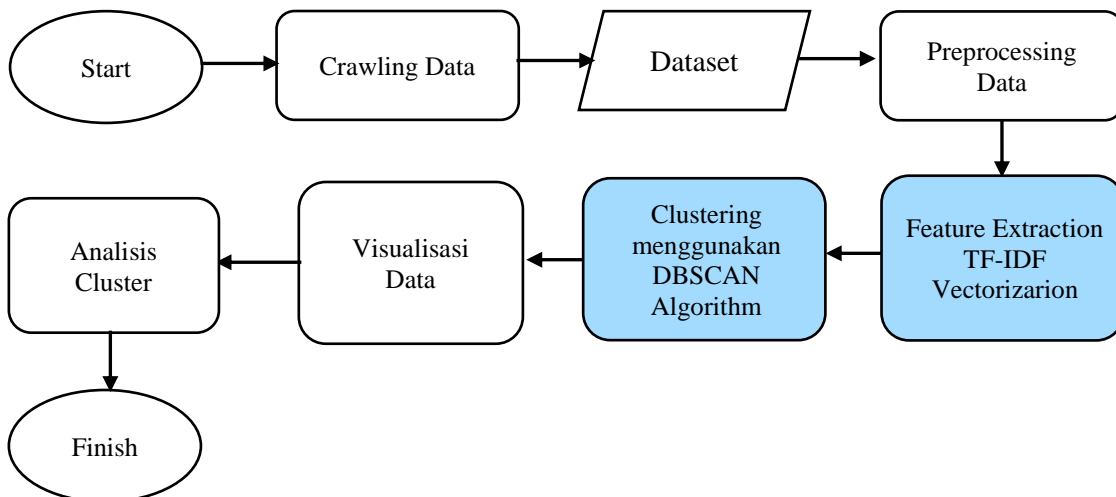 Start
Crawling Data
Dataset
Preprocessing
Data
Feature Extraction
TF-IDF
Vectorizarion
Clustering
menggunakan
DBSCAN
Algorithm
Visualisasi
Data
Analisis
Cluster
Finish